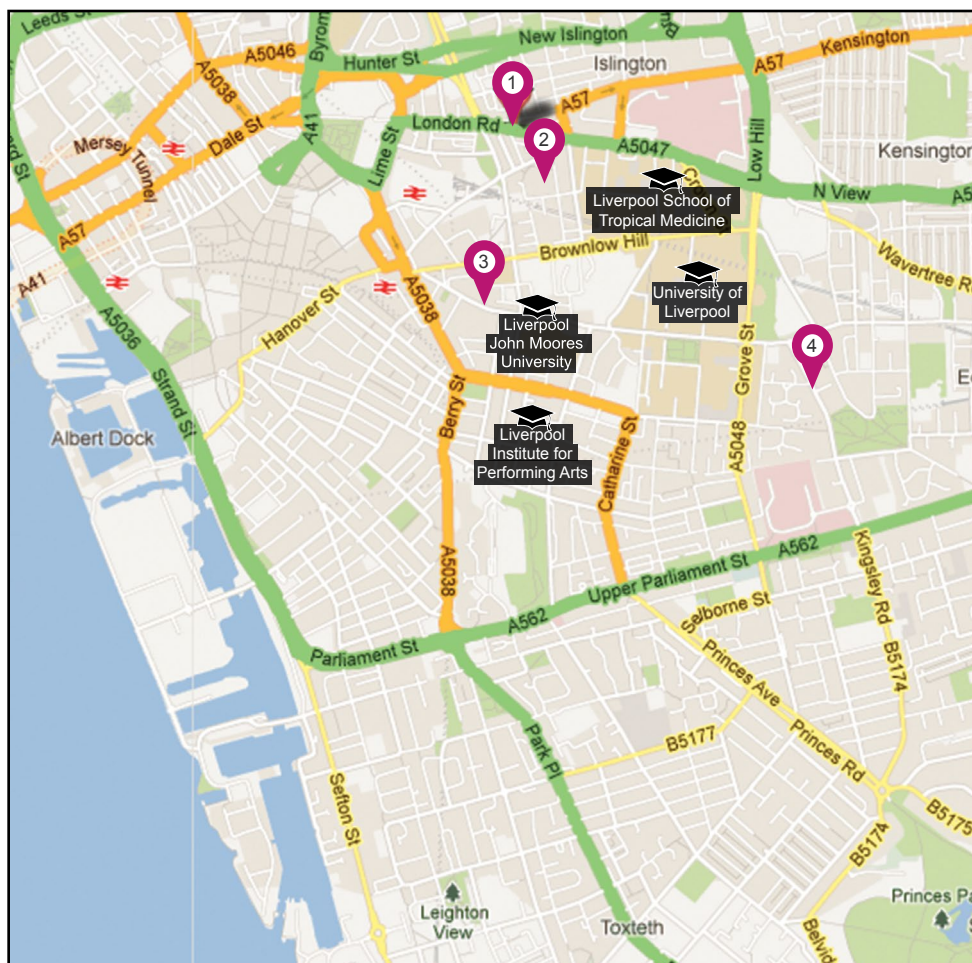 Leeds St
A5046
Byrom
New Islington
Hunter St
Islington
Kensington
A57
A5038
1
A57
Dale St
A41
London Rd
Mersey
Tunnel
Lime St
2
A5047
Low Hill
Kensington
N View
Liverpool School of
Tropical Medicine
A57
Brownlow Hill
Wavertree Rd
A41
3
A5038
University of
Liverpool
Hanover St
A5036
Liverpool
John Moores
University
Grove St
4
Strand St
Berry St
Albert Dock
Liverpool
Institute for
Performing Arts
Catharine St
A5048
A5038
A562
Upper Parliament St
A562
Kingsley Rd
Selborne St
Parliament St
B5174
Princes Ave
B5177
Princes Rd
Park Pl
Sefton St
B5175
B5174
Leighton
View
Toxteth
Princes